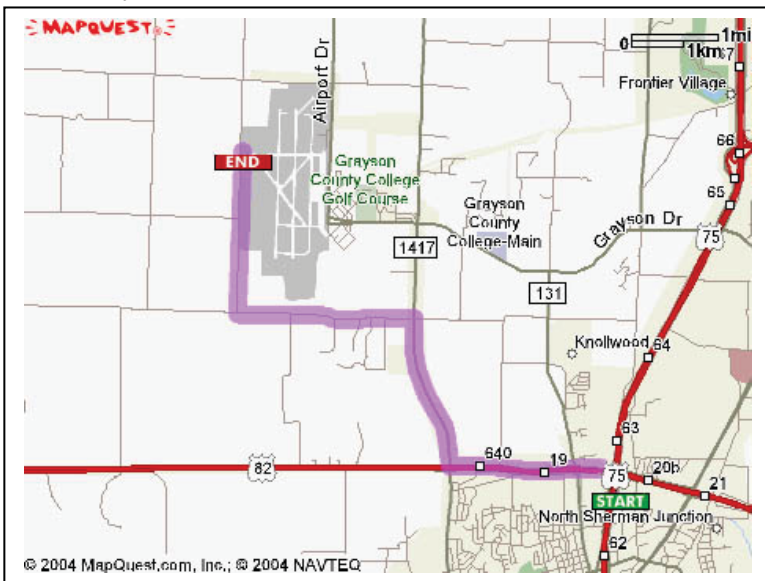 MAPQUEST
0 1mi
1km
67
Frontier Village
Airport Dr
66
END
Grayson
County College
Golf Course
65
Grayson
County
College-Main
Grayson Dr
75
1417
131
Knollwood
64
63
640
19
82
75
20b
21
START
North Sherman Junction
62
© 2004 MapQuest.com, Inc.; © 2004 NAVTEQ